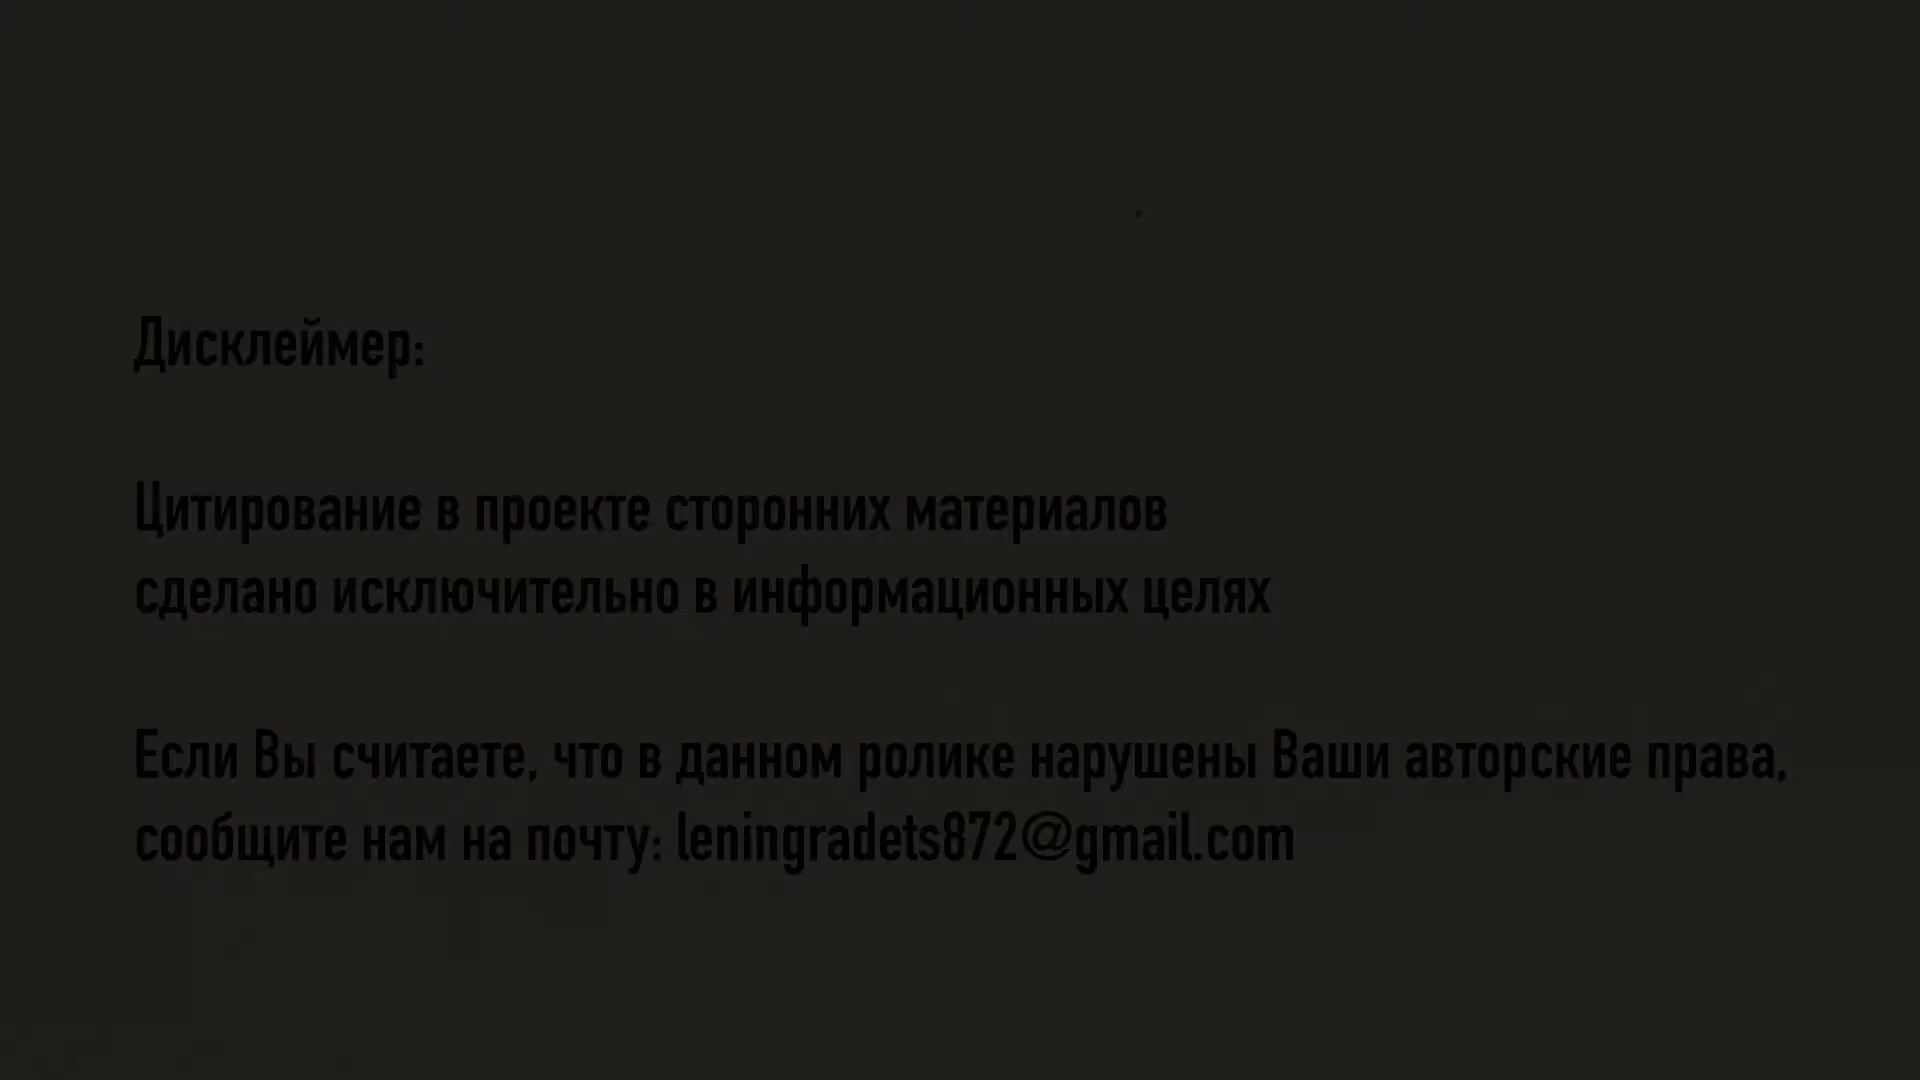 Дисклеймер:
Цитирование в проекте сторонних материалов
сделано исключительно в информационных целях
Если Вы считаете, что в данном ролике нарушены Ваши авторские права,
сообщите нам на почту: leningradets872@gmail.com